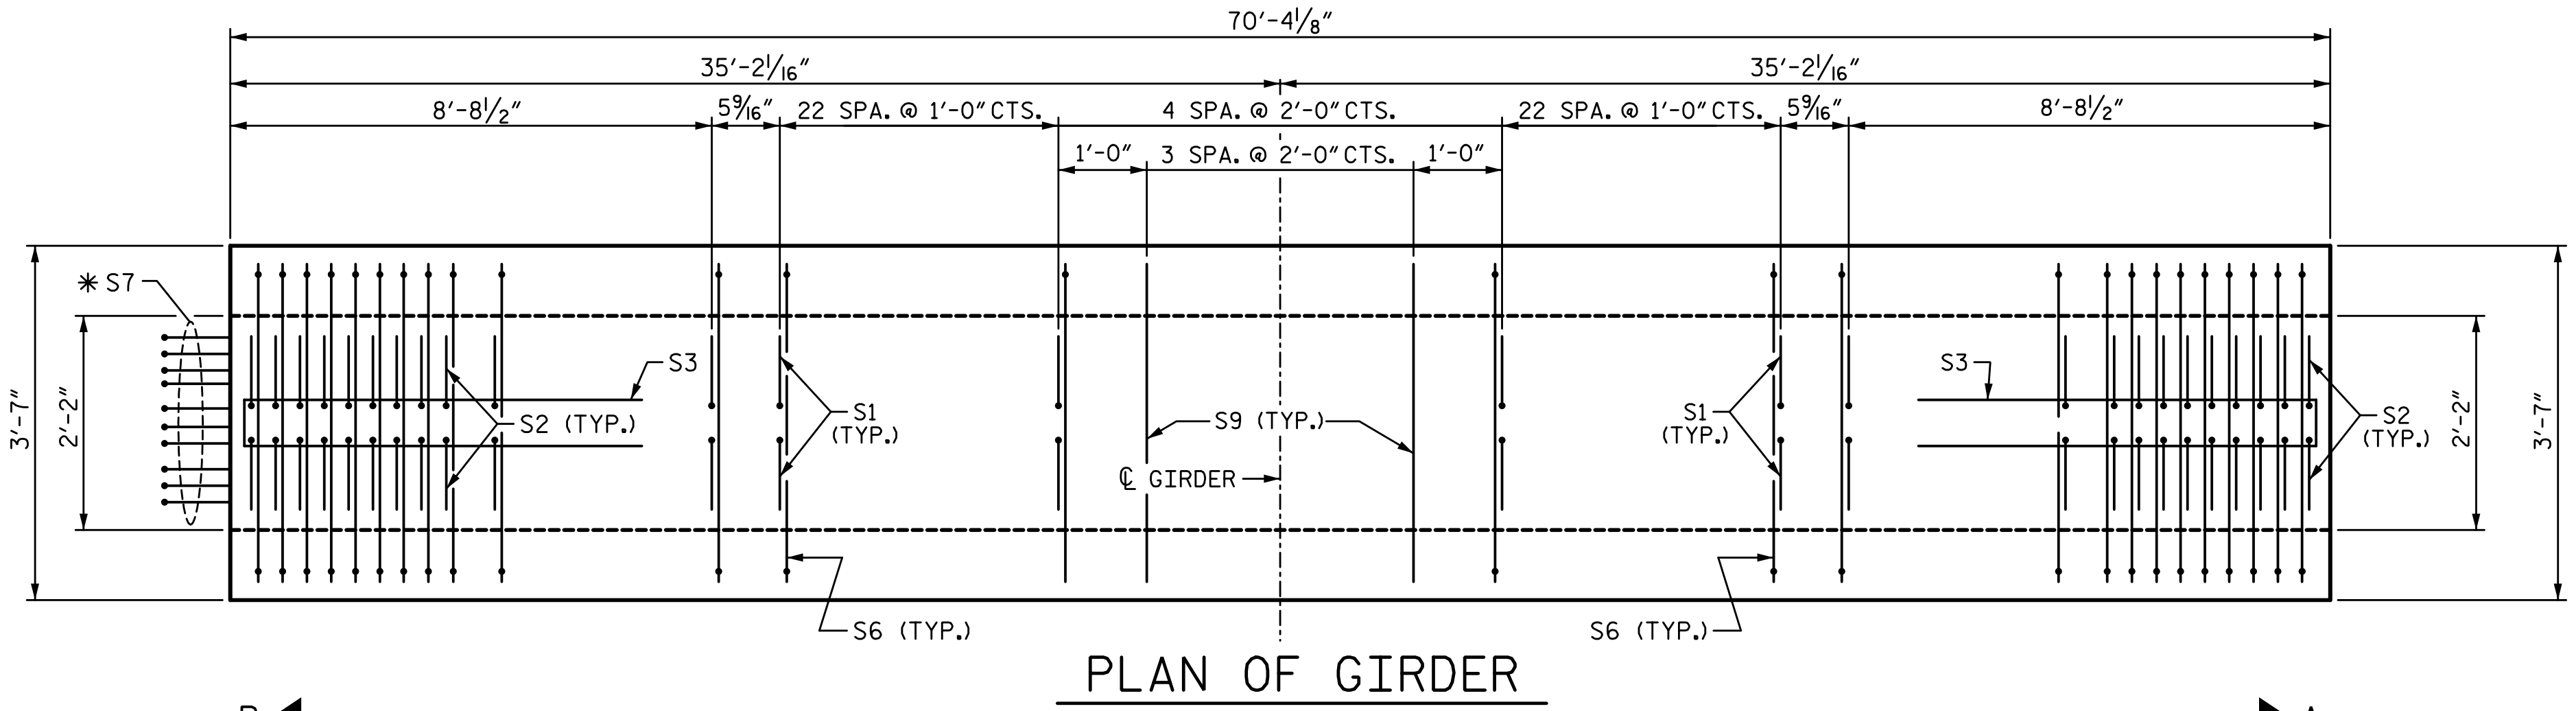 70'-4 1/8"
35'-2 1/16" 35'-2 1/16"
8'-8 1/2" 5 9/16" 22 SPA. @ 1'-0" CTS. 4 SPA. @ 2'-0" CTS. 22 SPA. @ 1'-0" CTS. 5 9/16" 8'-8 1/2"
1'-0" 3 SPA. @ 2'-0" CTS. 1'-0"
* S7
3'-7"
2'-2"
S3
S2 (TYP.)
S1
(TYP.)
S9 (TYP.)
℄ GIRDER
S1
(TYP.)
S3
S2
(TYP.)
2'-2"
3'-7"
S6 (TYP.)
S6 (TYP.)
PLAN OF GIRDER